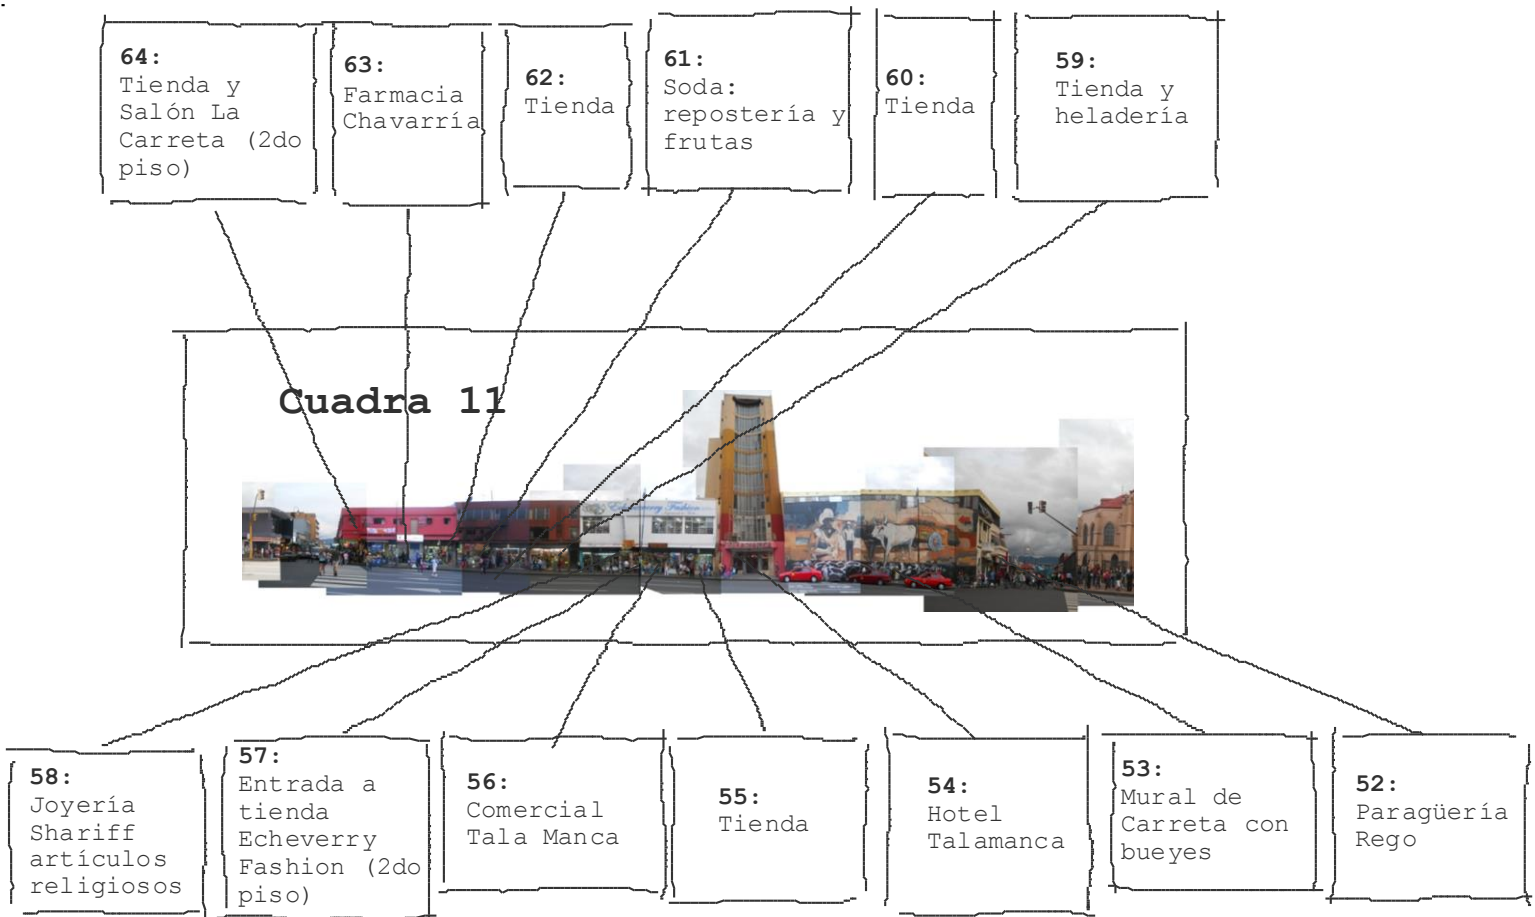 64:
Tienda y
Salón La
Carreta (2do
piso)
63:
Farmacia
Chavarría
62:
Tienda
61:
Soda:
repostería y
frutas
60:
Tienda
59:
Tienda y
heladería
Cuadra 11
58:
Joyería
Shariff
artículos
religiosos
57:
Entrada a
tienda
Echeverry
Fashion (2do
piso)
56:
Comercial
Tala Manca
55:
Tienda
54:
Hotel
Talamanca
53:
Mural de
Carreta con
bueyes
52:
Paragüería
Rego